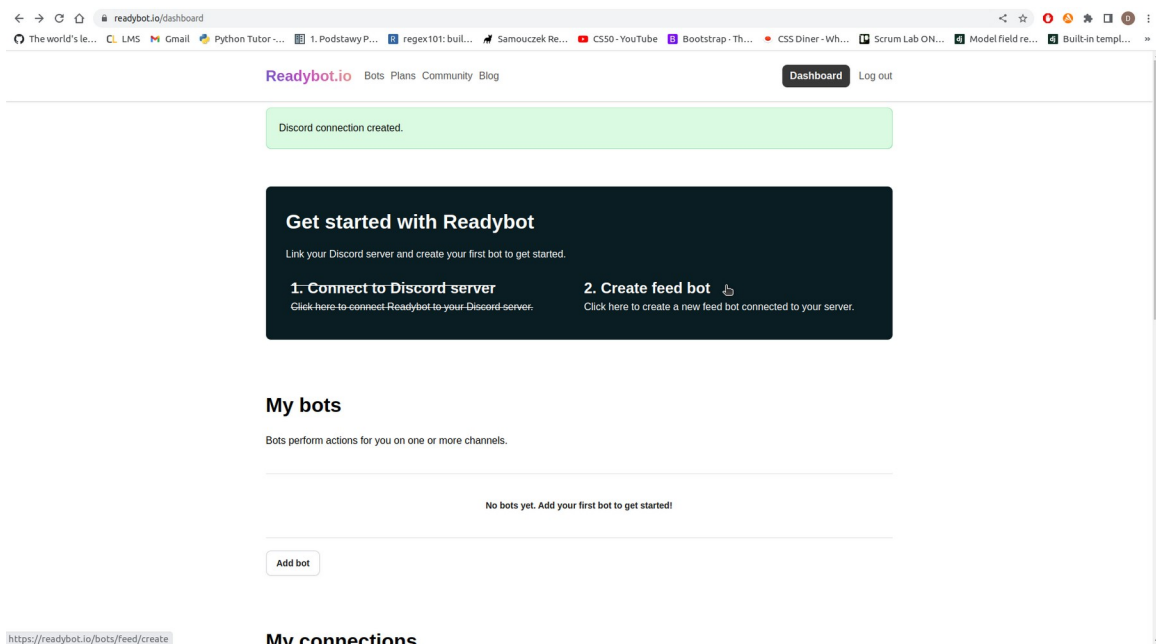 readybot.io/dashboard
The world's le... CL LMS Gmail Python Tutor -... 1. Podstawy P... R regex101: buil... Samouczek Re... CS50 - YouTube B Bootstrap · Th... CSS Diner - Wh... Scrum Lab ON... dj Model field re... dj Built-in templ... »
Readybot.io Bots Plans Community Blog Dashboard Log out
Discord connection created.
Get started with Readybot
Link your Discord server and create your first bot to get started.
1. Connect to Discord server
Click here to connect Readybot to your Discord server.
2. Create feed bot
Click here to create a new feed bot connected to your server.
My bots
Bots perform actions for you on one or more channels.
No bots yet. Add your first bot to get started!
Add bot
My connections
https://readybot.io/bots/feed/create